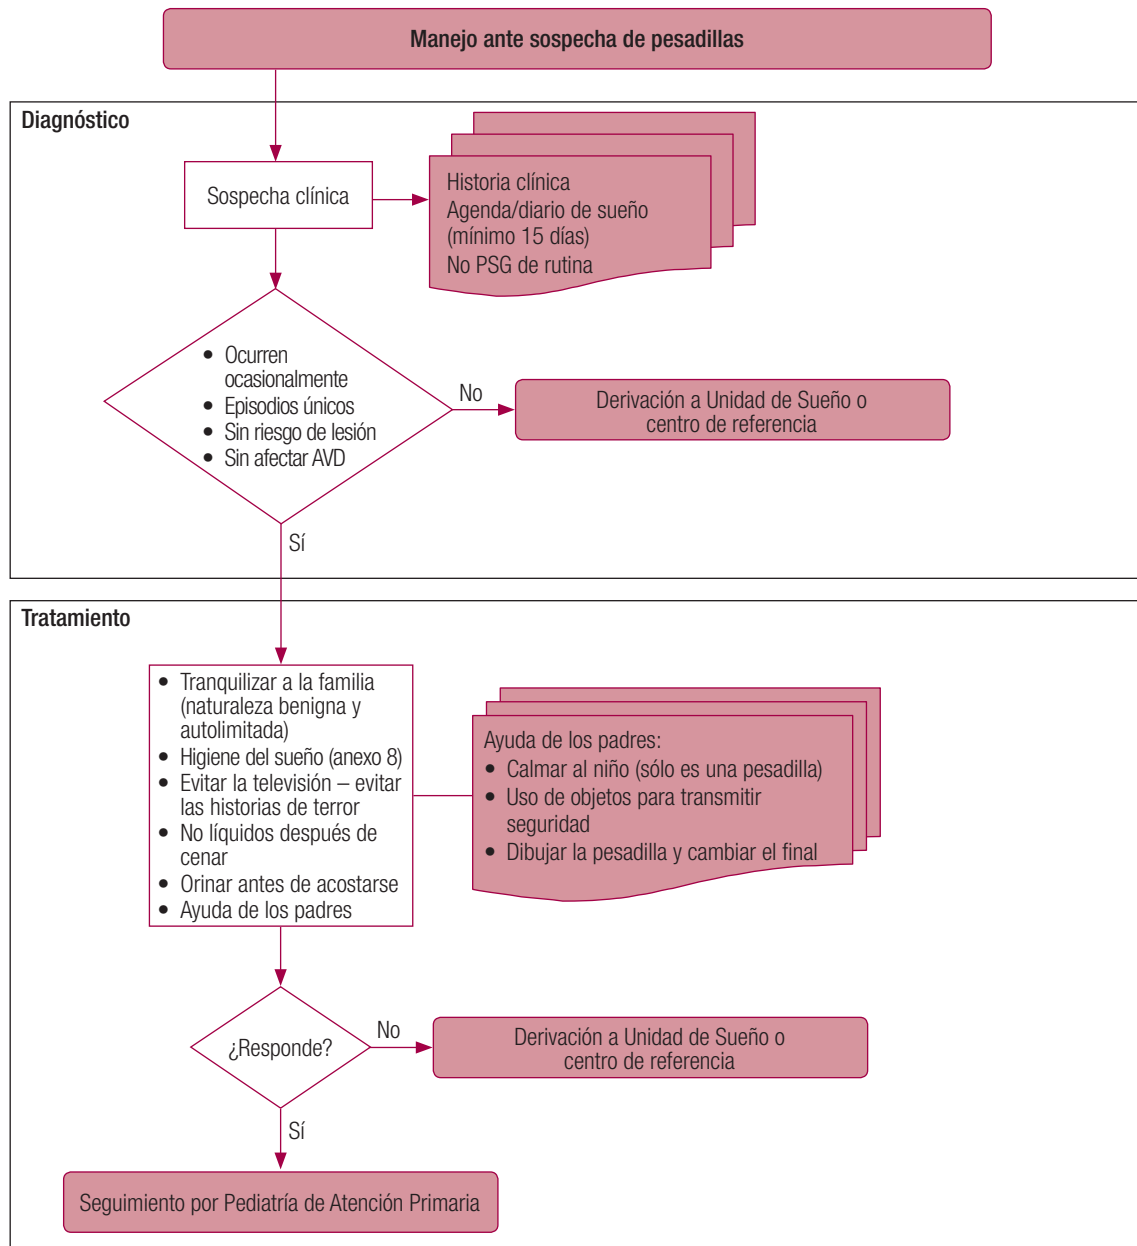 Manejo ante sospecha de pesadillas
Diagnóstico
Sospecha clínica
Historia clínica
Agenda/diario de sueño
(mínimo 15 días)
No PSG de rutina
• Ocurren
ocasionalmente
• Episodios únicos
• Sin riesgo de lesión
• Sin afectar AVD
No
Derivación a Unidad de Sueño o
centro de referencia
Sí
Tratamiento
• Tranquilizar a la familia
(naturaleza benigna y
autolimitada)
• Higiene del sueño (anexo 8)
• Evitar la televisión – evitar
las historias de terror
• No líquidos después de
cenar
• Orinar antes de acostarse
• Ayuda de los padres
Ayuda de los padres:
• Calmar al niño (sólo es una pesadilla)
• Uso de objetos para transmitir
seguridad
• Dibujar la pesadilla y cambiar el final
¿Responde?
No
Derivación a Unidad de Sueño o
centro de referencia
Sí
Seguimiento por Pediatría de Atención Primaria